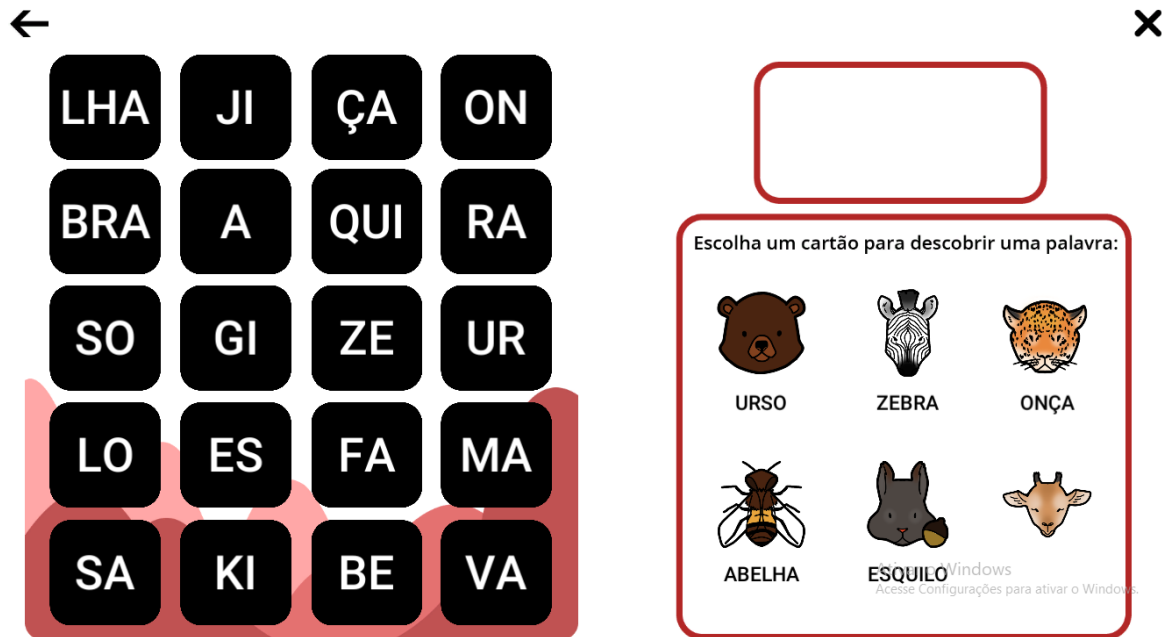 LHA JI ÇA ON
BRA A QUI RA
SO GI ZE UR
LO ES FA MA
SA KI BE VA
Escolha um cartão para descobrir uma palavra:
URSO ZEBRA ONÇA
ABELHA ESQUILO
Windows
Acesse Configurações para ativar o Windows.